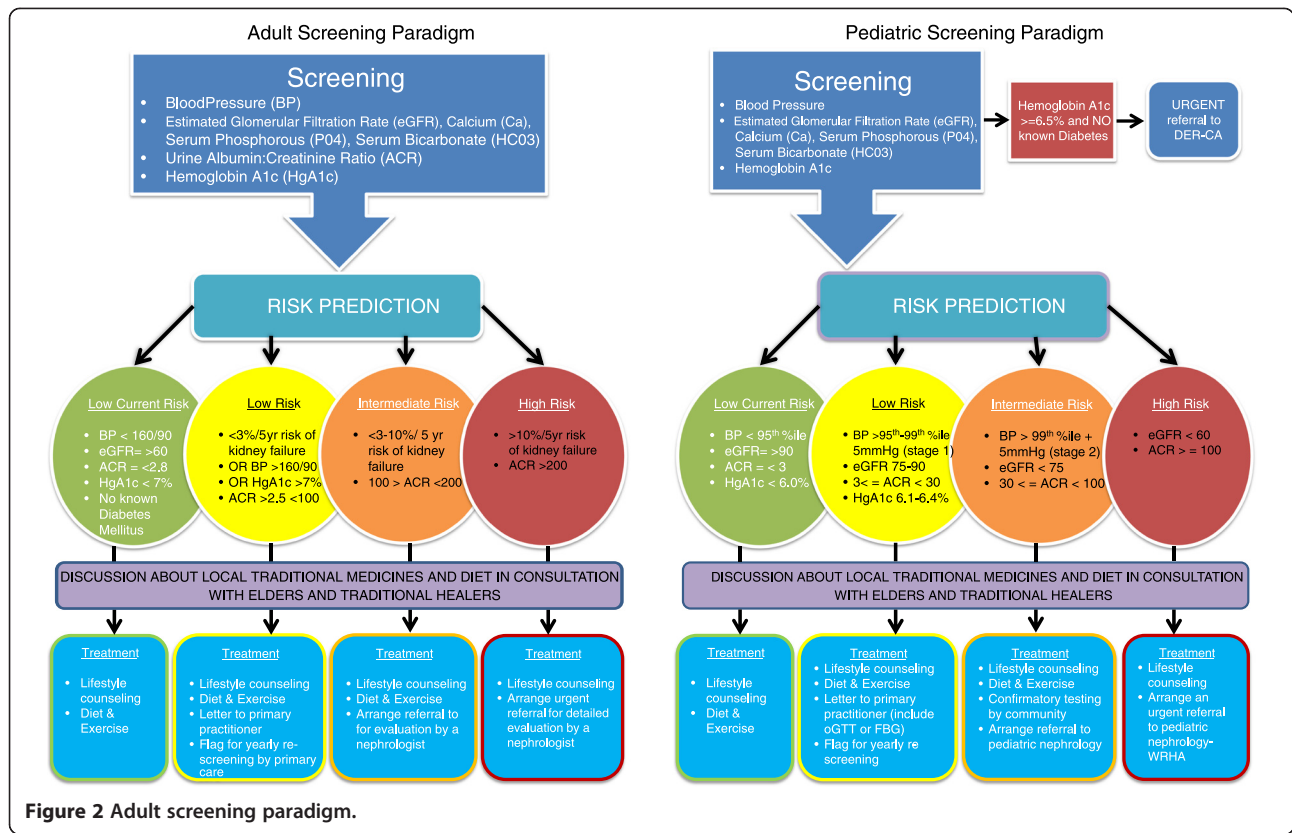 Adult Screening Paradigm
Screening
• BloodPressure (BP)
• Estimated Glomerular Filtration Rate (eGFR), Calcium (Ca),
Serum Phosphorous (P04), Serum Bicarbonate (HC03)
• Urine Albumin:Creatinine Ratio (ACR)
• Hemoglobin A1c (HgA1c)
RISK PREDICTION
Low Current Risk
• BP < 160/90
• eGFR= >60
• ACR = <2.8
• HgA1c < 7%
• No known
Diabetes
Mellitus
Low Risk
• <3%/5yr risk of
kidney failure
• OR BP >160/90
• OR HgA1c >7%
• ACR >2.5 <100
Intermediate Risk
• <3-10%/ 5 yr
risk of kidney
failure
• 100 > ACR <200
High Risk
• >10%/5yr risk
of kidney failure
• ACR >200
DISCUSSION ABOUT LOCAL TRADITIONAL MEDICINES AND DIET IN CONSULTATION
WITH ELDERS AND TRADITIONAL HEALERS
Treatment
• Lifestyle
counseling
• Diet &
Exercise
Treatment
• Lifestyle counseling
• Diet & Exercise
• Letter to primary
practitioner
• Flag for yearly re-
screening by primary
care
Treatment
• Lifestyle counseling
• Diet & Exercise
• Arrange referral to
for evaluation by a
nephrologist
Treatment
• Lifestyle counseling
• Arrange urgent
referral for detailed
evaluation by a
nephrologist
Pediatric Screening Paradigm
Screening
• Blood Pressure
• Estimated Glomerular Filtration Rate (eGFR),
Calcium (Ca), Serum Phosphorous (P04),
Serum Bicarbonate (HC03)
• Hemoglobin A1c
Hemoglobin A1c
>=6.5% and NO
known Diabetes
URGENT
referral to
DER-CA
RISK PREDICTION
Low Current Risk
• BP < 95th %ile
• eGFR= >90
• ACR = < 3
• HgA1c < 6.0%
Low Risk
• BP >95th-99th %ile +
5mmHg (stage 1)
• eGFR 75-90
• 3< = ACR < 30
• HgA1c 6.1-6.4%
Intermediate Risk
• BP > 99th %ile +
5mmHg (stage 2)
• eGFR < 75
• 30 < = ACR < 100
High Risk
• eGFR < 60
• ACR > = 100
DISCUSSION ABOUT LOCAL TRADITIONAL MEDICINES AND DIET IN CONSULTATION
WITH ELDERS AND TRADITIONAL HEALERS
Treatment
• Lifestyle
counseling
• Diet &
Exercise
Treatment
• Lifestyle counseling
• Diet & Exercise
• Letter to primary
practitioner (include
oGTT or FBG)
• Flag for yearly re
screening
Treatment
• Lifestyle counseling
• Diet & Exercise
• Confirmatory testing
by community
• Arrange referral to
pediatric nephrology
Treatment
• Lifestyle
counseling
• Arrange an
urgent referral
to pediatric
nephrology-
WRHA
Figure 2 Adult screening paradigm.